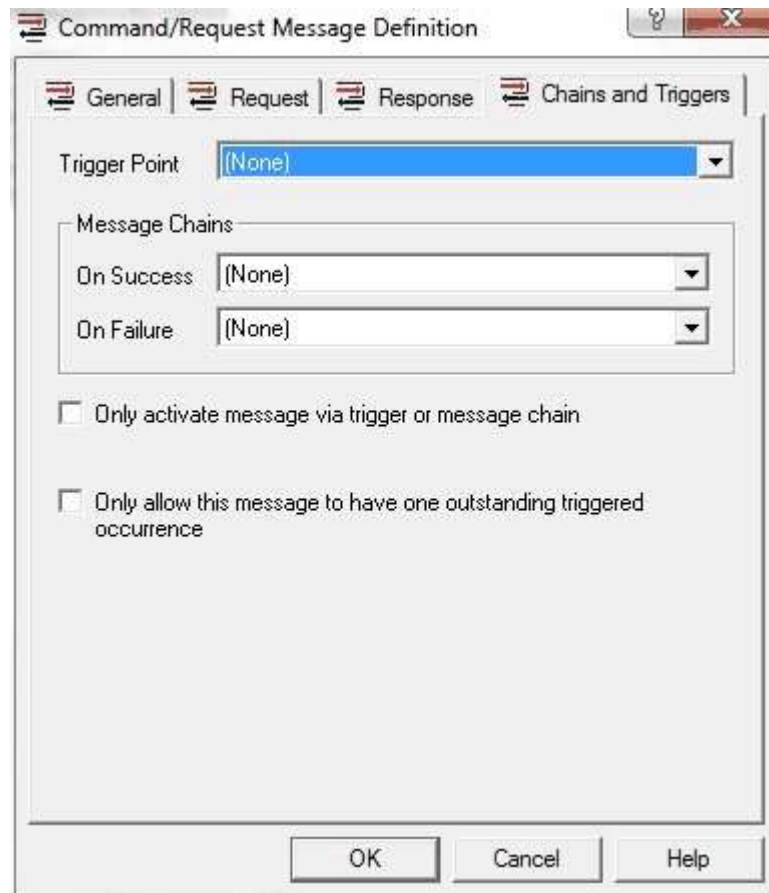 Command/Request Message Definition
General
Request
Response
Chains and Triggers
Trigger Point
(None)
Message Chains
On Success
(None)
On Failure
(None)
Only activate message via trigger or message chain
Only allow this message to have one outstanding triggered
occurrence
OK
Cancel
Help